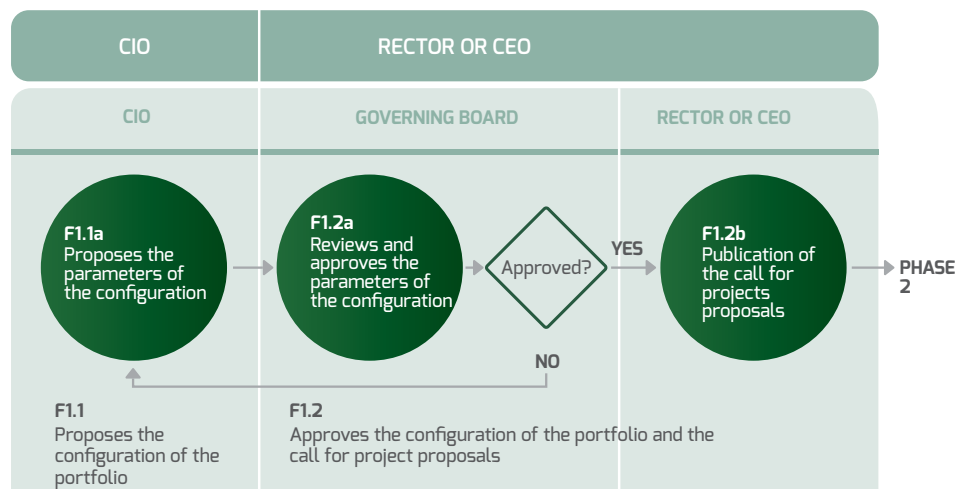 CIO
RECTOR OR CEO
CIO
GOVERNING BOARD
RECTOR OR CEO
F1.1a
Proposes the
parameters of
the configuration
F1.2a
Reviews and
approves the
parameters of
the configuration
Approved?
YES
NO
F1.2b
Publication of
the call for
projects
proposals
PHASE
2
F1.1
Proposes the
configuration of the
portfolio
F1.2
Approves the configuration of the portfolio and the
call for project proposals